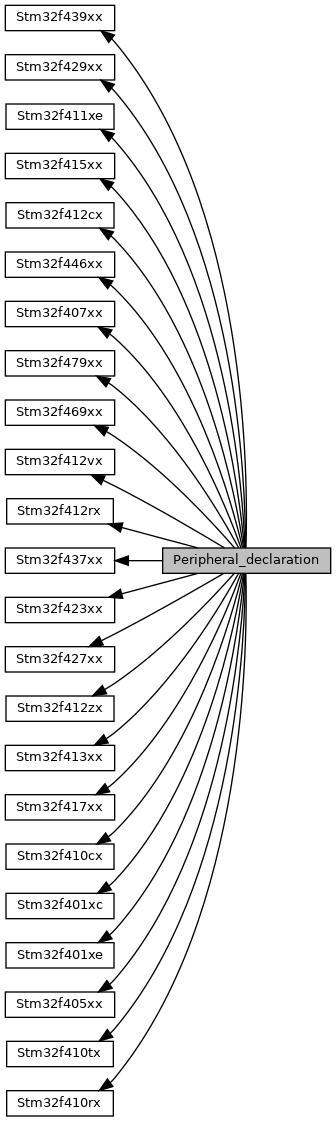 Stm32f439xx
Stm32f429xx
Stm32f411xe
Stm32f415xx
Stm32f412cx
Stm32f446xx
Stm32f407xx
Stm32f479xx
Stm32f469xx
Stm32f412vx
Stm32f412rx
Stm32f437xx
Peripheral_declaration
Stm32f423xx
Stm32f427xx
Stm32f412zx
Stm32f413xx
Stm32f417xx
Stm32f410cx
Stm32f401xc
Stm32f401xe
Stm32f405xx
Stm32f410tx
Stm32f410rx